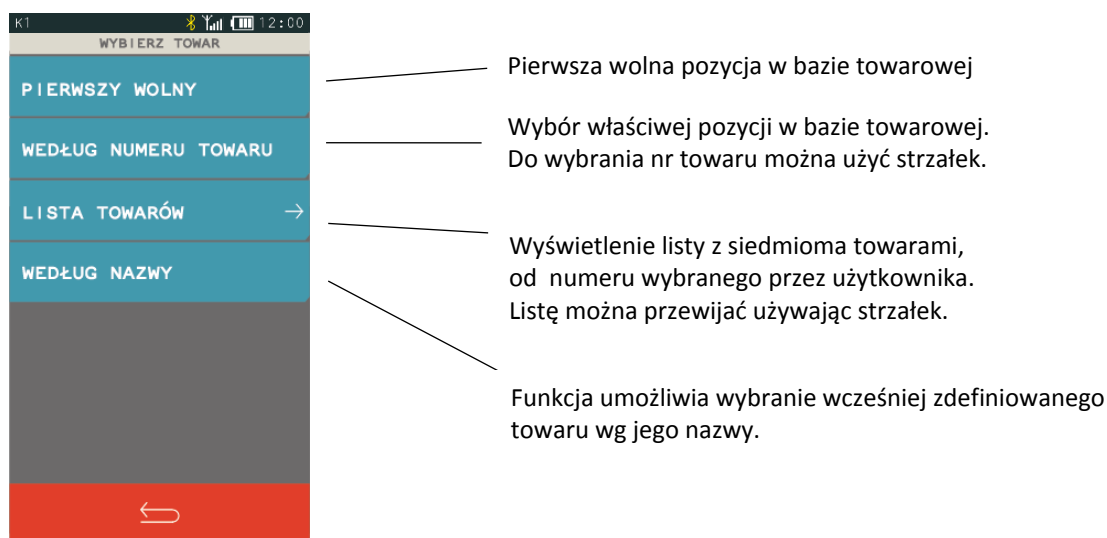 K1 12:00
WYBIERZ TOWAR
PIERWSZY WOLNY
WEDŁUG NUMERU TOWARU
LISTA TOWARÓW →
WEDŁUG NAZWY
Pierwsza wolna pozycja w bazie towarowej
Wybór właściwej pozycji w bazie towarowej.
Do wybrania nr towaru można użyć strzałek.
Wyświetlenie listy z siedmioma towarami,
od numeru wybranego przez użytkownika.
Listę można przewijać używając strzałek.
Funkcja umożliwia wybranie wcześniej zdefiniowanego
towaru wg jego nazwy.